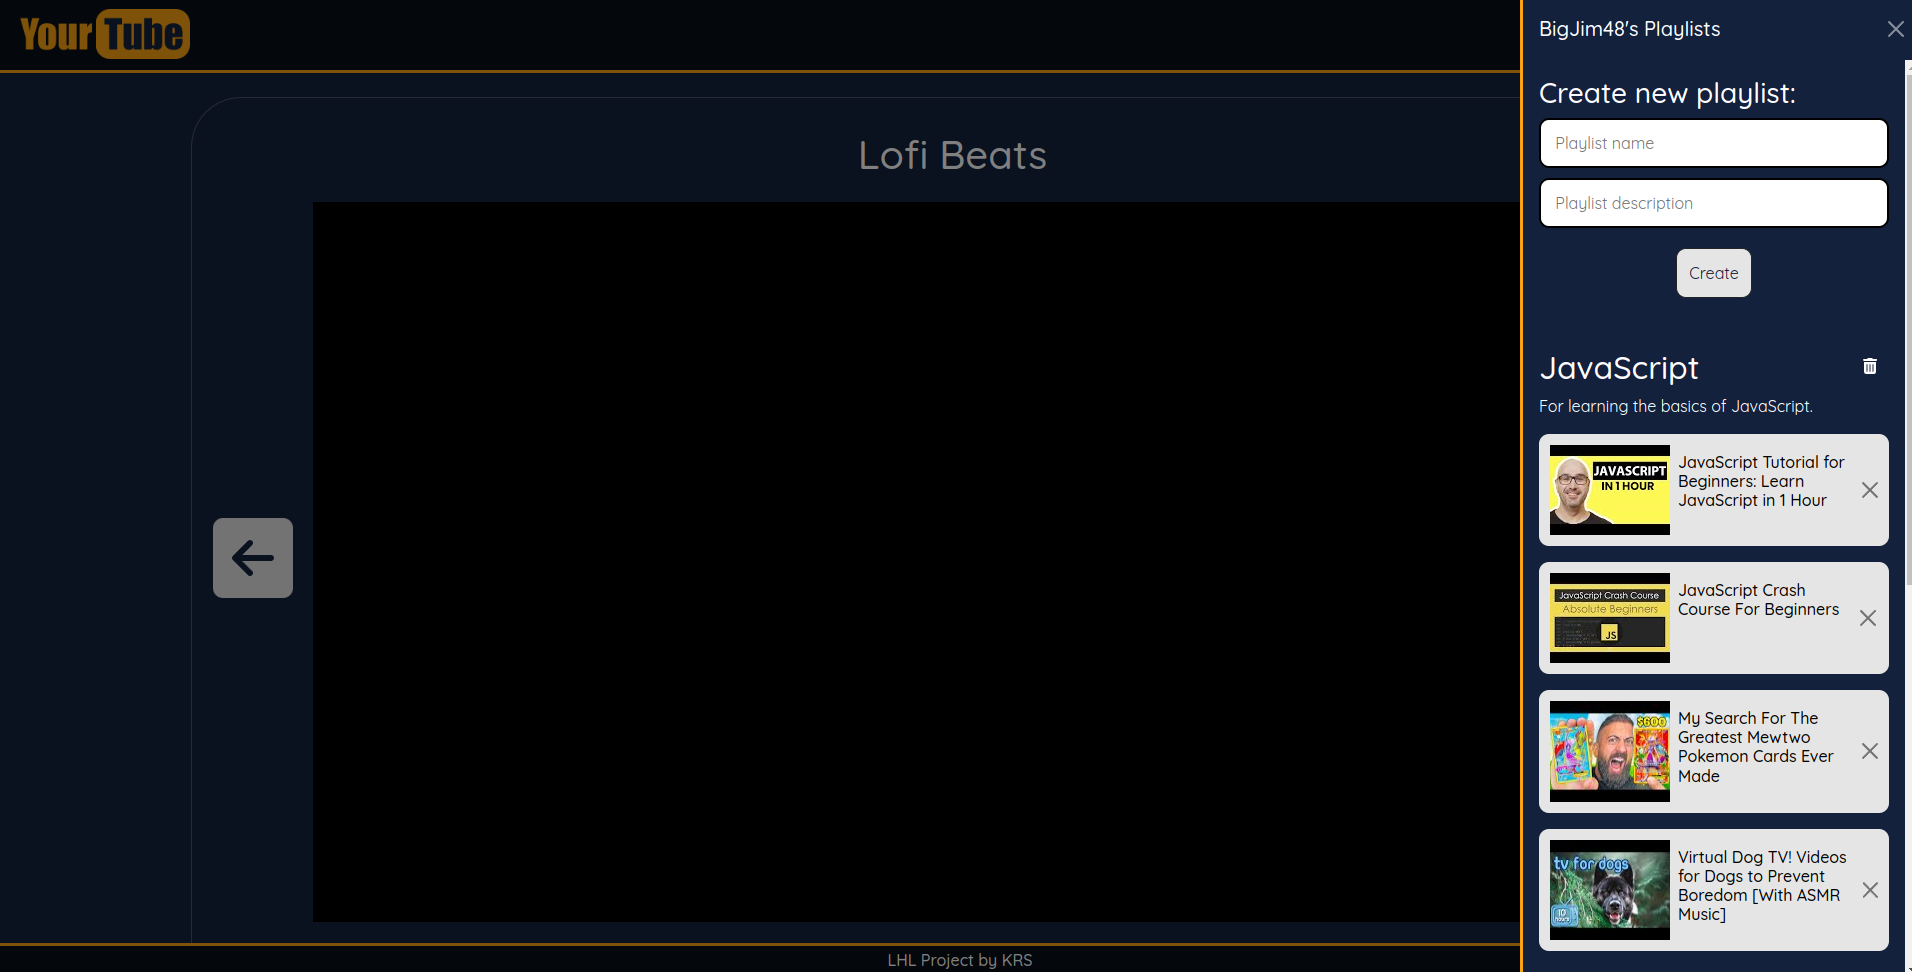 YourTube
Lofi Beats
LHL Project by KRS
BigJim48's Playlists
Create new playlist:
Playlist name
Playlist description
Create
JavaScript
For learning the basics of JavaScript.
JAVASCRIPT
IN 1 HOUR
JavaScript Tutorial for
Beginners: Learn
JavaScript in 1 Hour
JavaScript Crash Course
Absolute Beginners
JS
JavaScript Crash
Course For Beginners
$600
My Search For The
Greatest Mewtwo
Pokemon Cards Ever
Made
tv for dogs
10
hours
Virtual Dog TV! Videos
for Dogs to Prevent
Boredom [With ASMR
Music]